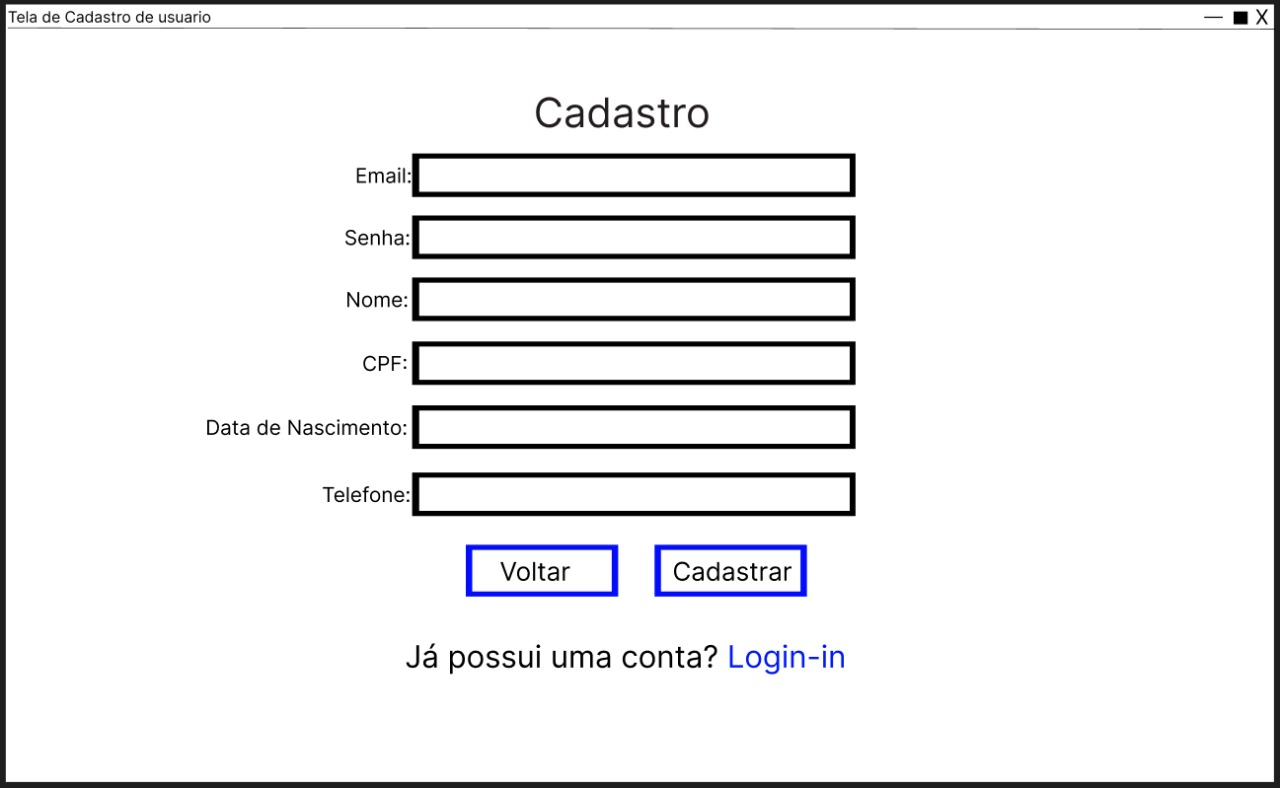 Tela de Cadastro de usuario
X
Cadastro
Email:
Senha:
Nome:
CPF:
Data de Nascimento:
Telefone:
Voltar Cadastrar
Já possui uma conta? Login-in